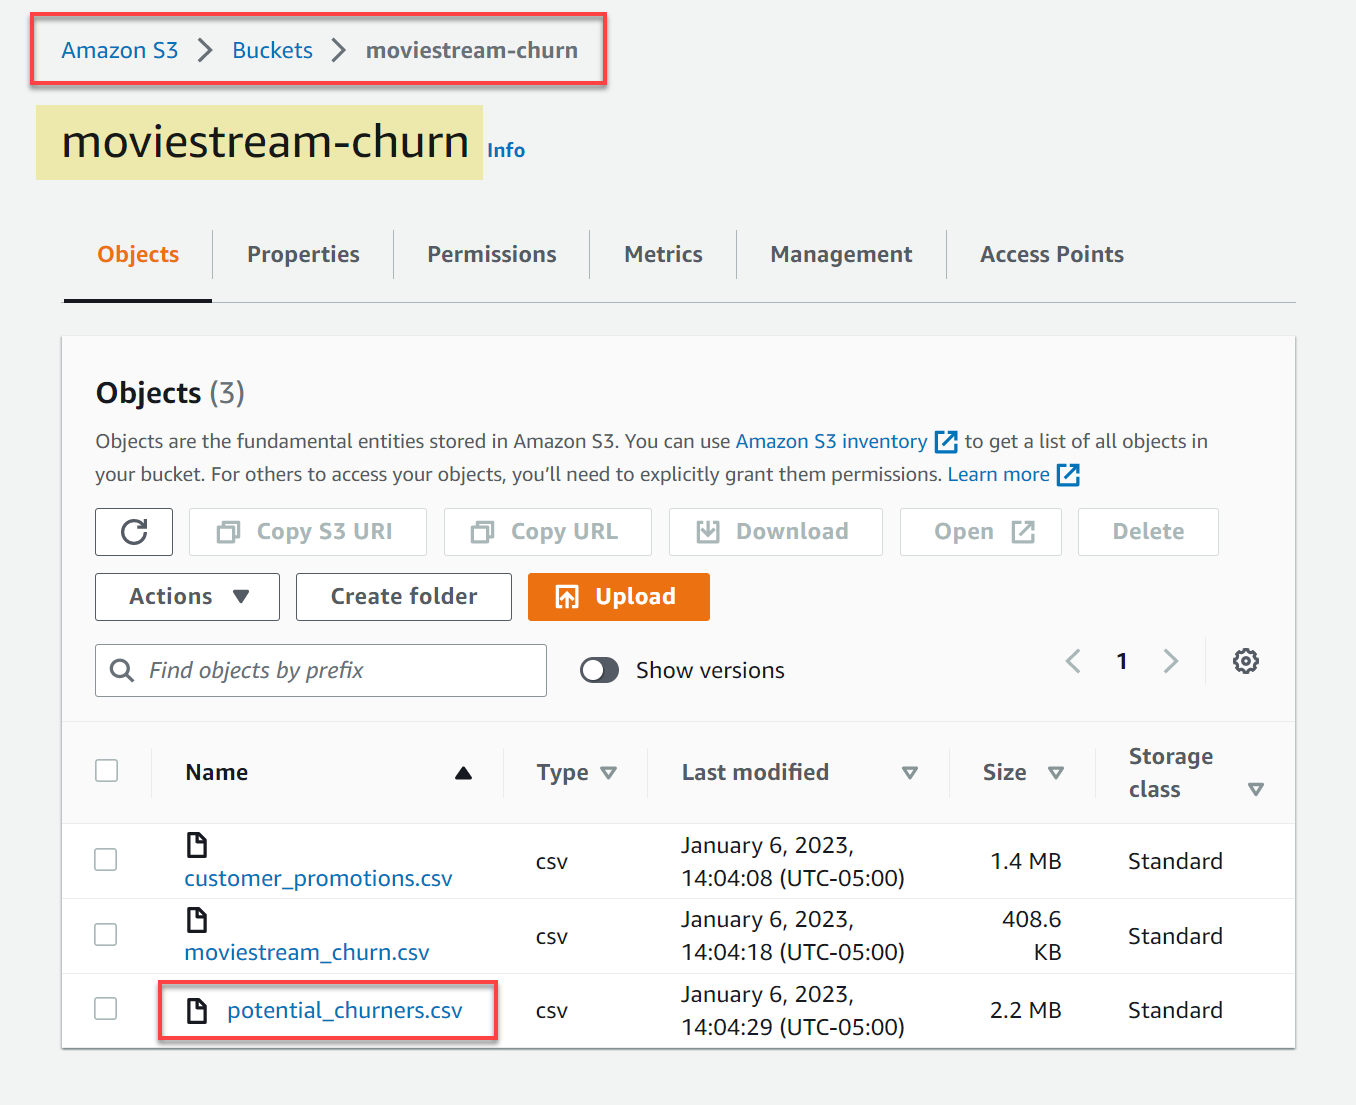 Amazon S3 > Buckets > moviestream-churn
moviestream-churn Info
Objects Properties Permissions Metrics Management Access Points
Objects (3)
Objects are the fundamental entities stored in Amazon S3. You can use Amazon S3 inventory to get a list of all objects in
your bucket. For others to access your objects, you'll need to explicitly grant them permissions. Learn more
Copy S3 URI Copy URL Download Open Delete
Actions Create folder Upload
Find objects by prefix Show versions 1
Name Type Last modified Size Storage
class
customer_promotions.csv csv January 6, 2023,
14:04:08 (UTC-05:00) 1.4 MB Standard
moviestream_churn.csv csv January 6, 2023,
14:04:18 (UTC-05:00) 408.6
KB Standard
potential_churners.csv csv January 6, 2023,
14:04:29 (UTC-05:00) 2.2 MB Standard